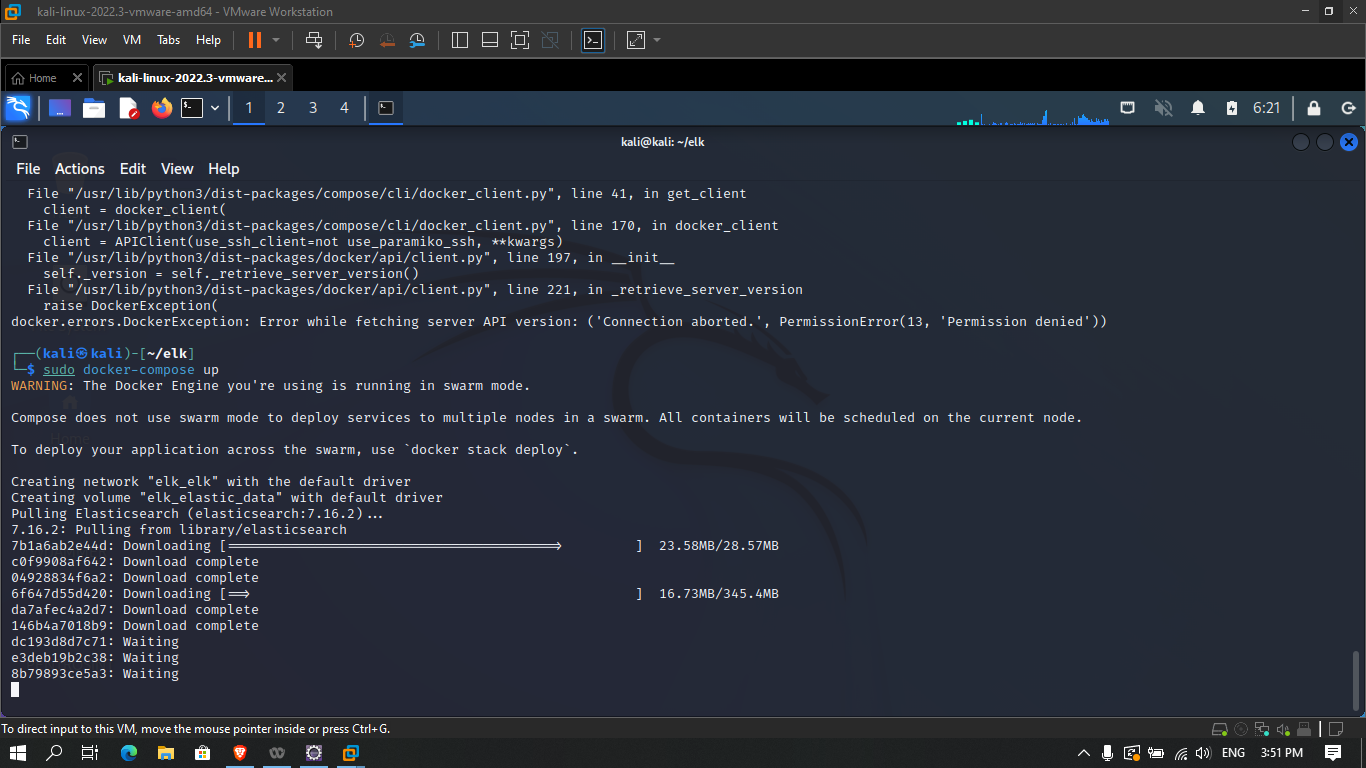 kali-linux-2022.3-vmware-amd64 - VMware Workstation
File Edit View VM Tabs Help
Home
kali-linux-2022.3-vmware...
1 2 3 4
6:21
kali@kali: ~/elk
File Actions Edit View Help
File "/usr/lib/python3/dist-packages/compose/cli/docker_client.py", line 41, in get_client
client = docker_client(
File "/usr/lib/python3/dist-packages/compose/cli/docker_client.py", line 170, in docker_client
client = APIClient(use_ssh_client=not use_paramiko_ssh, **kwargs)
File "/usr/lib/python3/dist-packages/docker/api/client.py", line 197, in __init__
self._version = self._retrieve_server_version()
File "/usr/lib/python3/dist-packages/docker/api/client.py", line 221, in _retrieve_server_version
raise DockerException(
docker.errors.DockerException: Error while fetching server API version: ('Connection aborted.', PermissionError(13, 'Permission denied'))
┌──(kali㉿kali)-[~/elk]
└─$ sudo docker-compose up
WARNING: The Docker Engine you're using is running in swarm mode.
Compose does not use swarm mode to deploy services to multiple nodes in a swarm. All containers will be scheduled on the current node.
To deploy your application across the swarm, use `docker stack deploy`.
Creating network "elk_elk" with the default driver
Creating volume "elk_elastic_data" with default driver
Pulling Elasticsearch (elasticsearch:7.16.2)...
7.16.2: Pulling from library/elasticsearch
7b1a6ab2e44d: Downloading [=========================================>         ]  23.58MB/28.57MB
c0f9908af642: Download complete
04928834f6a2: Download complete
6f647d55d420: Downloading [==>                                                ]  16.73MB/345.4MB
da7afec4a2d7: Download complete
146b4a7018b9: Download complete
dc193d8d7c71: Waiting
e3deb19b2c38: Waiting
8b79893ce5a3: Waiting
To direct input to this VM, move the mouse pointer inside or press Ctrl+G.
ENG 3:51 PM